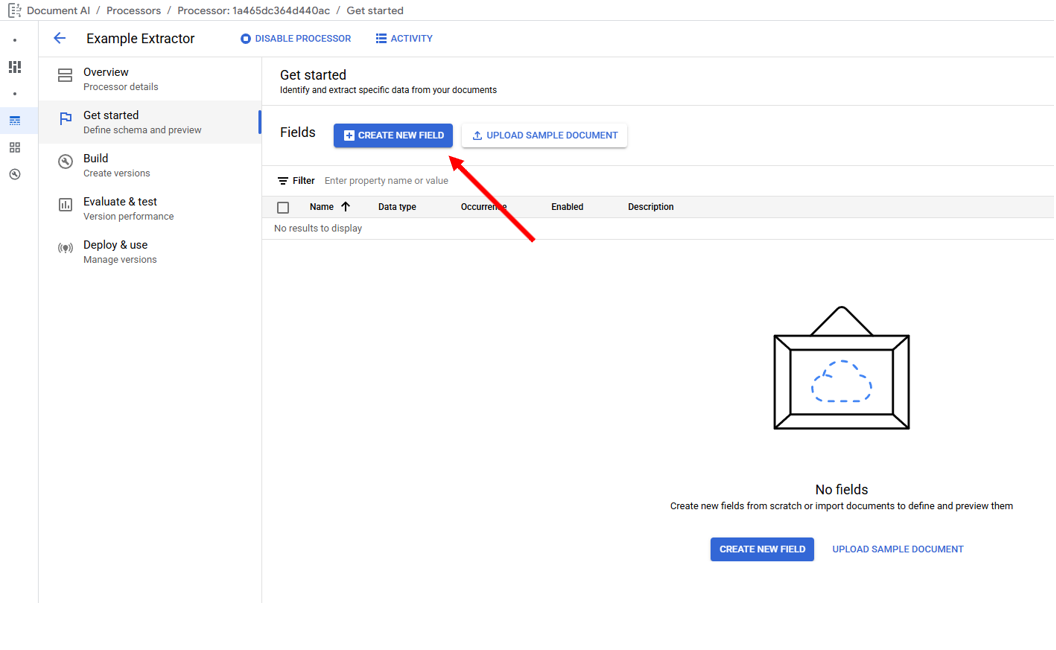 Document AI / Processors / Processor: 1a465dc364d440ac / Get started
Example Extractor DISABLE PROCESSOR ACTIVITY
Overview
Processor details
Get started
Define schema and preview
Build
Create versions
Evaluate & test
Version performance
Deploy & use
Manage versions
Get started
Identify and extract specific data from your documents
Fields CREATE NEW FIELD UPLOAD SAMPLE DOCUMENT
Filter Enter property name or value
Name Data type Occurrence Enabled Description
No results to display
No fields
Create new fields from scratch or import documents to define and preview them
CREATE NEW FIELD UPLOAD SAMPLE DOCUMENT